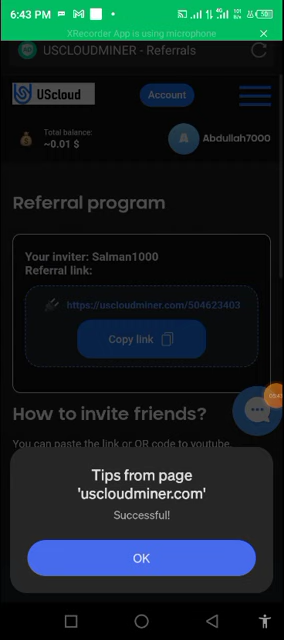 6:43 PM
XRecorder App is using microphone
USCLOUDMINER - Referrals
UScloud
Account
Total balance:
~0.01 $
A
Abdullah7000
Referral program
Your inviter: Salman1000
Referral link:
https://uscloudminer.com/504623403
Copy link
How to invite friends?
You can paste the link or QR code to youtube,
Tips from page
'uscloudminer.com'
Successful!
OK